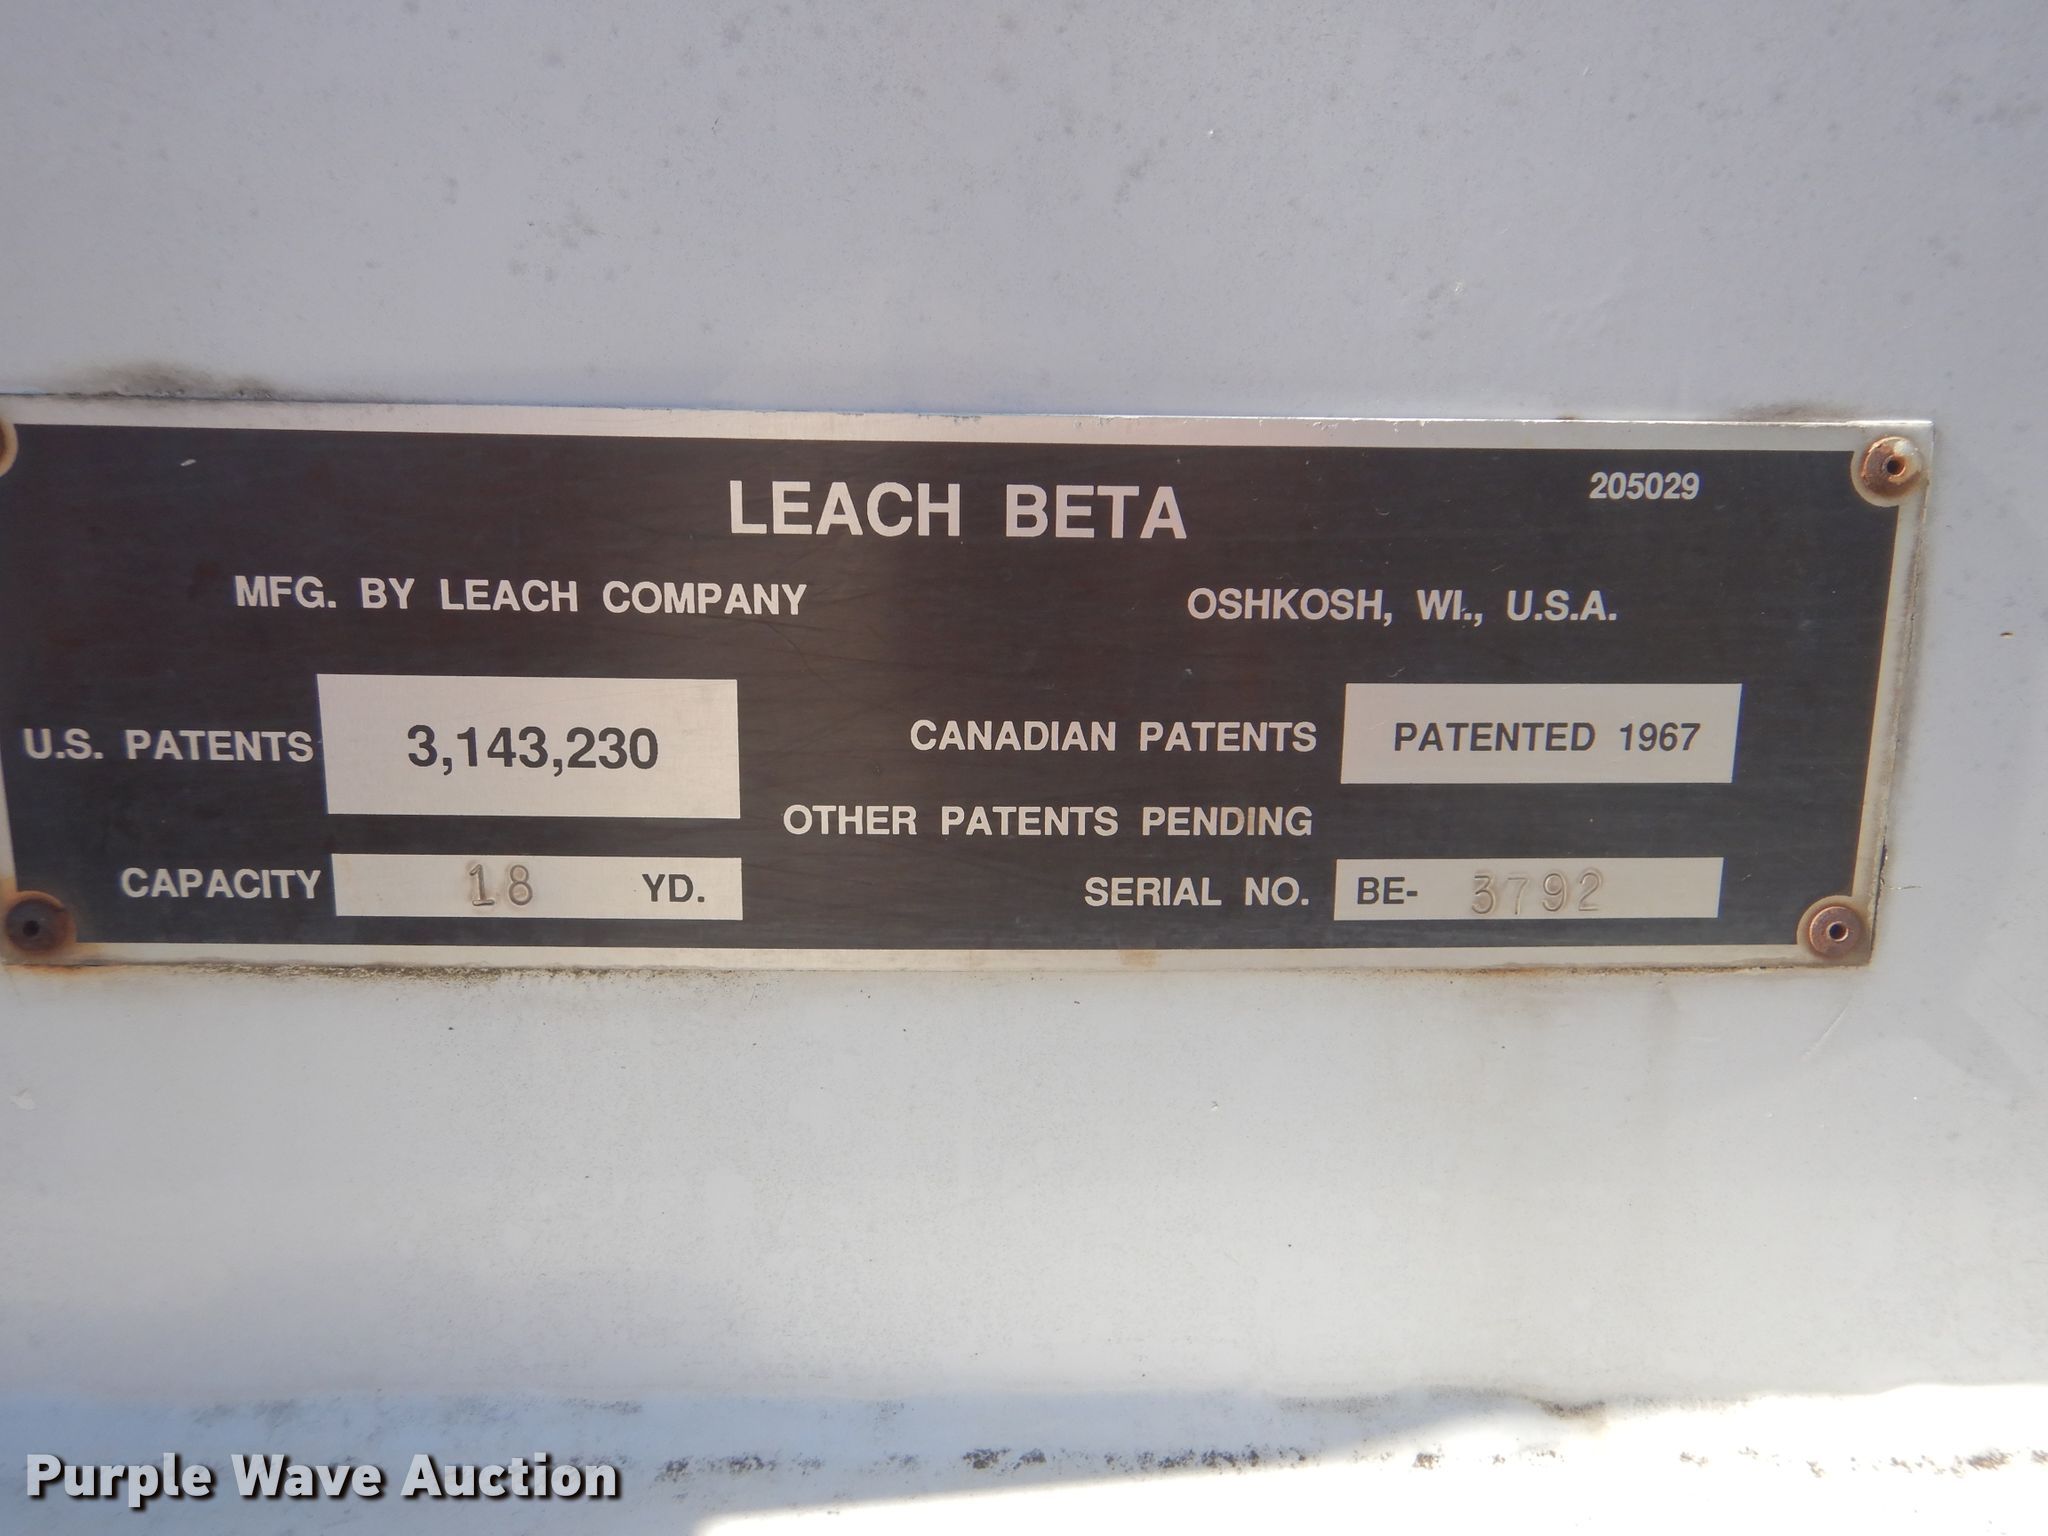 LEACH BETA
205029
MFG. BY LEACH COMPANY
OSHKOSH, WI., U.S.A.
U.S. PATENTS 3,143,230
CANADIAN PATENTS PATENTED 1967
OTHER PATENTS PENDING
CAPACITY 18 YD.
SERIAL NO. BE- 3792
Purple Wave Auction